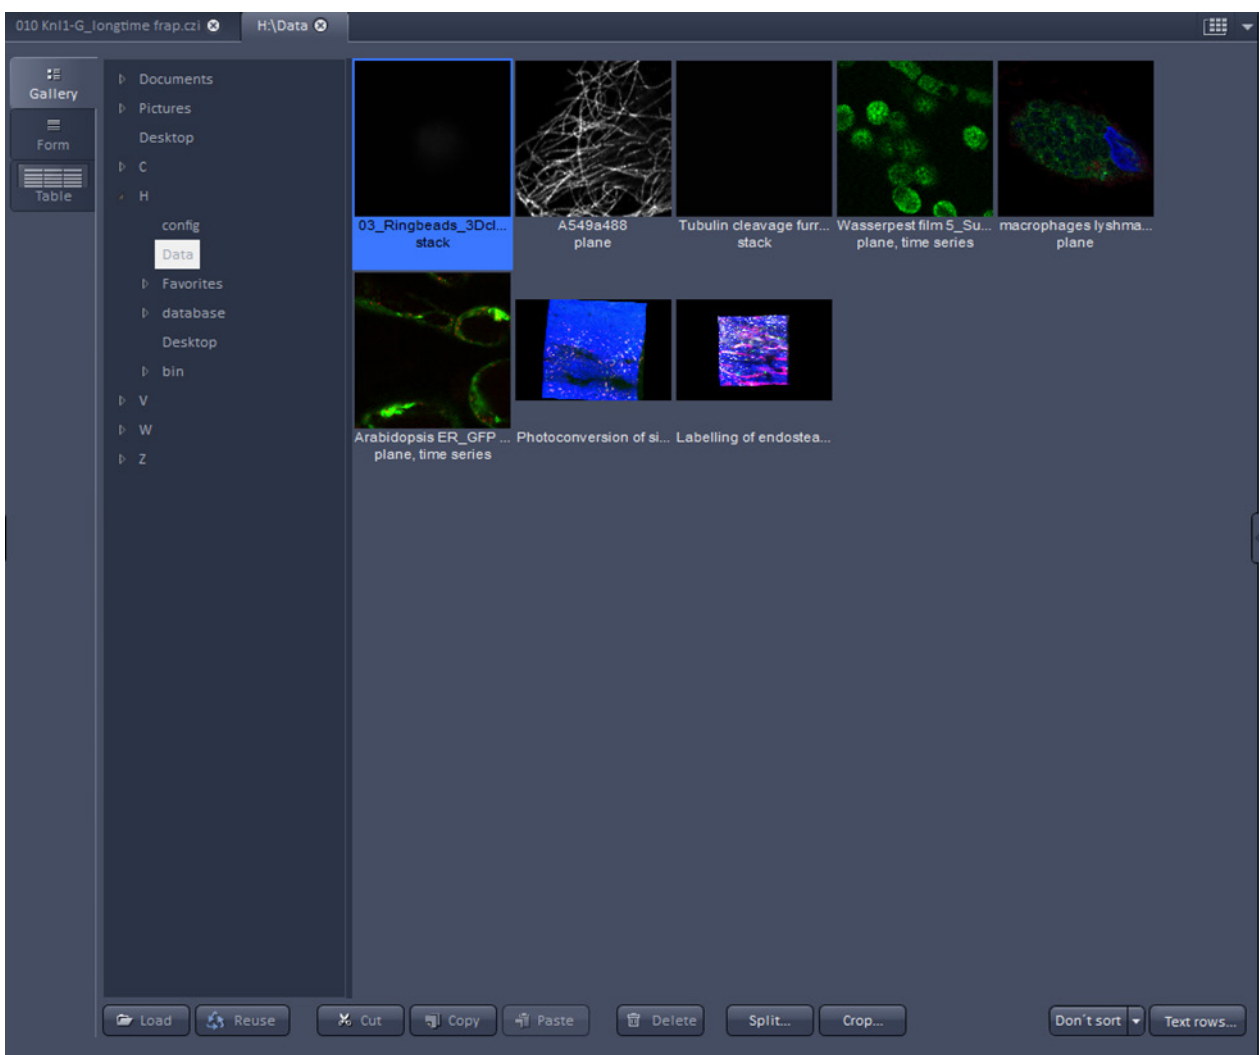 010 Knl1-G_longtime frap.czi
H:\Data
Gallery
Form
Table
Documents
Pictures
Desktop
C
H
config
Data
Favorites
database
Desktop
bin
V
W
Z
03_Ringbeads_3Dcl...
stack
A549a488
plane
Tubulin cleavage furr...
stack
Wasserpest film 5_Su...
plane, time series
macrophages lyshma...
plane
Arabidopsis ER_GFP ...
plane, time series
Photoconversion of si...
Labelling of endostea...
Load
Reuse
Cut
Copy
Paste
Delete
Split...
Crop...
Don´t sort
Text rows...